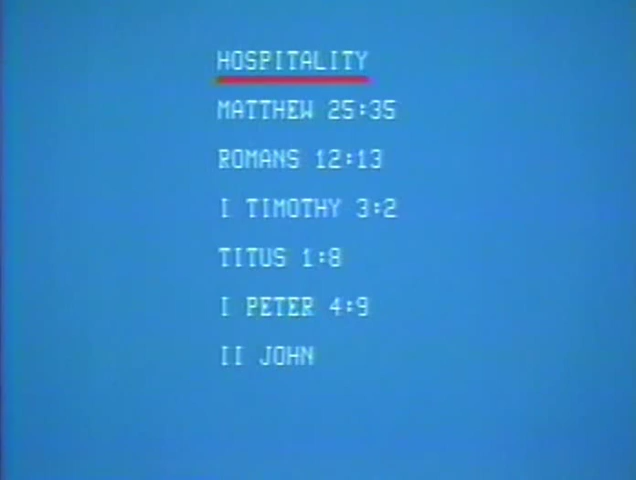 HOSPITALITY
MATTHEW 25:35
ROMANS 12:13
I TIMOTHY 3:2
TITUS 1:8
I PETER 4:9
II JOHN